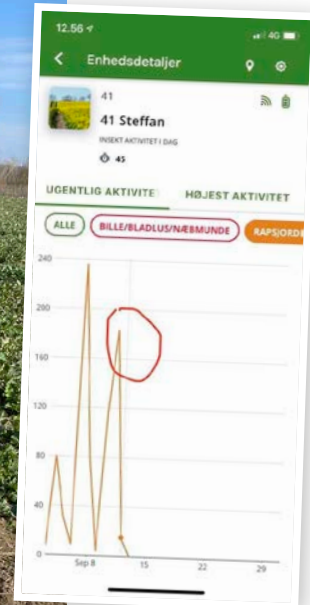 12.56
4G
Enhedsdetaljer
41
41 Steffan
INSEKT AKTIVITET I DAG
45
UGENTLIG AKTIVITE
HØJEST AKTIVITET
ALLE
BILLE/BLADLUS/NÆBMUNDE
RAPSJORDL
240
200
160
120
80
40
0
Sep 8
15
22
29